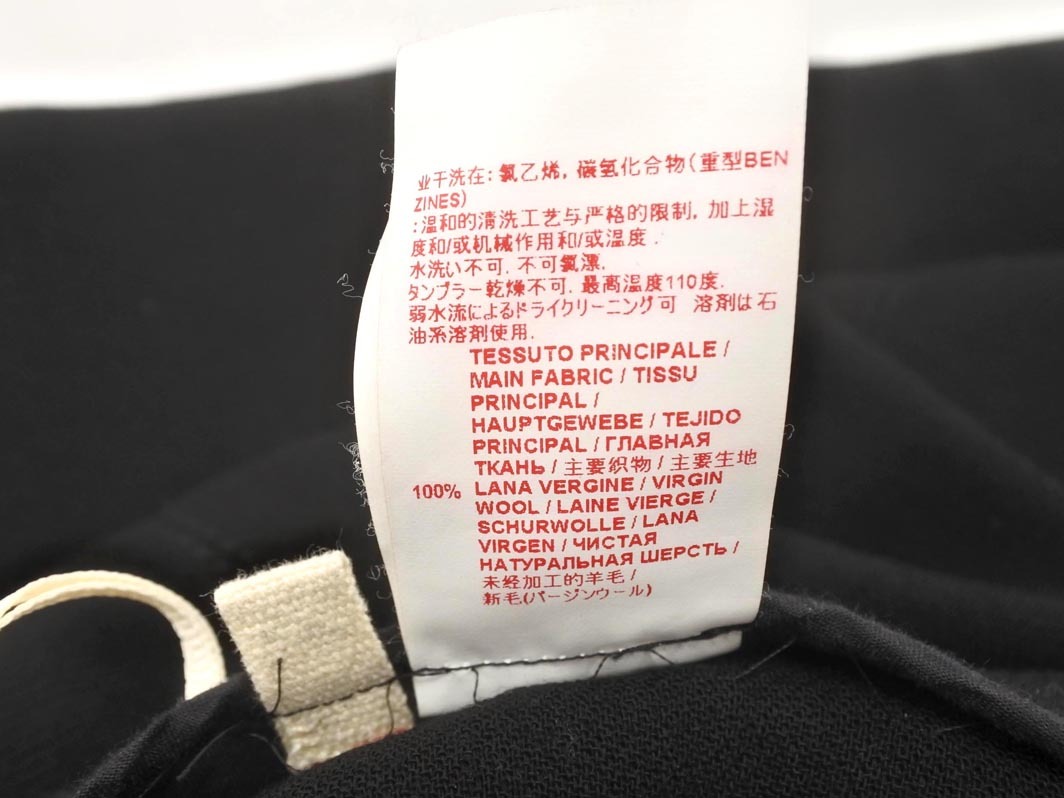 业干洗在: 氯乙烯, 碳氢化合物(重型BEN
ZINES)
:温和的清洗工艺与严格的限制, 加上湿
度和/或机械作用和/或温度 .
水洗い不可. 不可氯漂.
タンブラー乾燥不可. 最高温度110度.
弱水流によるドライクリーニング可 溶剤は石
油系溶剤使用.
TESSUTO PRINCIPALE /
MAIN FABRIC / TISSU
PRINCIPAL /
HAUPTGEWEBE / TEJIDO
PRINCIPAL / ГЛАВНАЯ
ТКАНЬ / 主要织物 / 主要生地
100% LANA VERGINE / VIRGIN
WOOL / LAINE VIERGE /
SCHURWOLLE / LANA
VIRGEN / ЧИСТАЯ
НАТУРАЛЬНАЯ ШЕРСТЬ /
未经加工的羊毛 /
新毛(バージンウール)